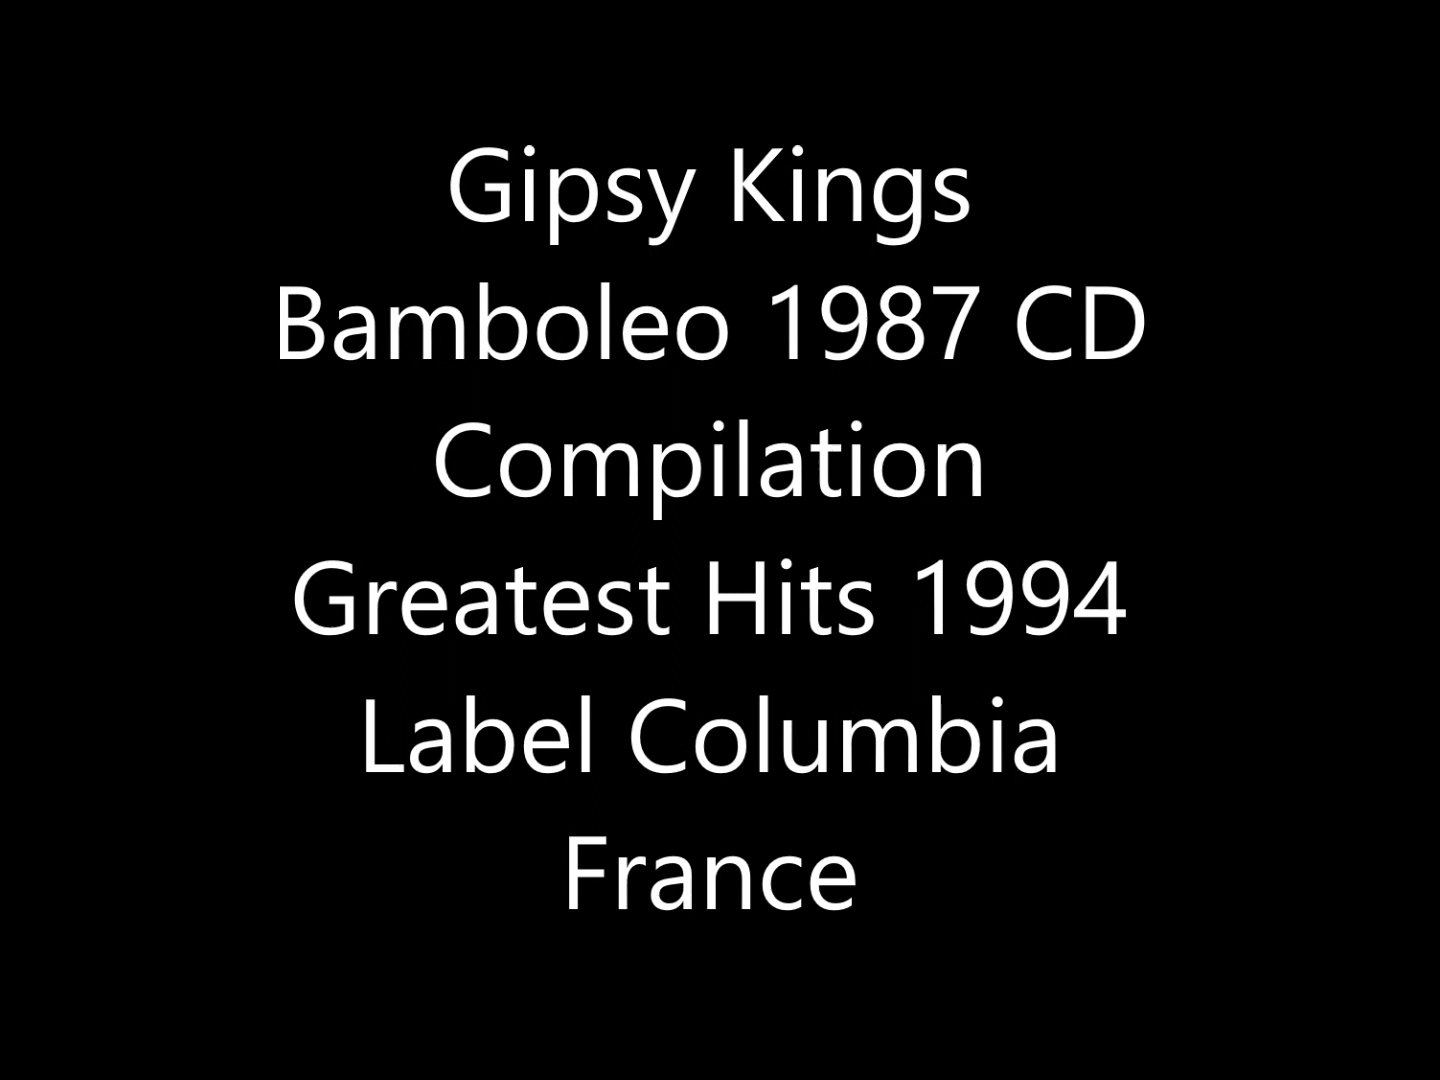 Gipsy Kings
Bamboleo 1987 CD
Compilation
Greatest Hits 1994
Label Columbia
France